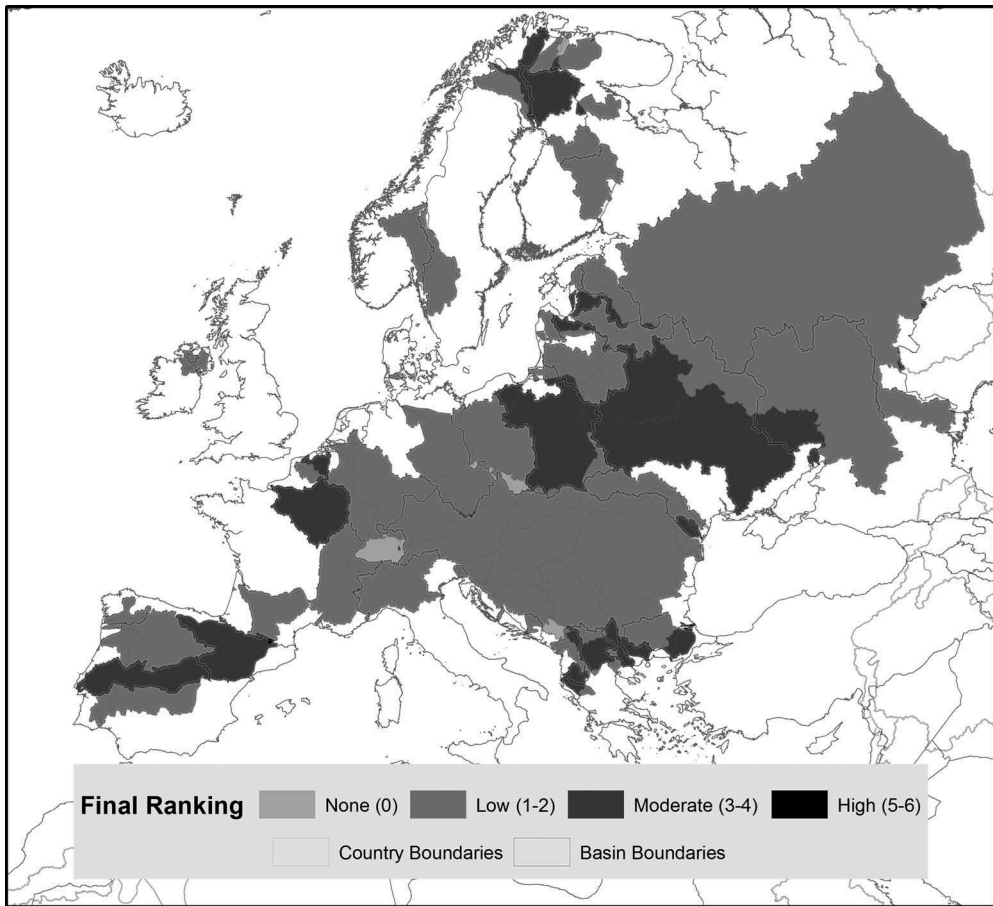 Final Ranking None (0) Low (1-2) Moderate (3-4) High (5-6)
Country Boundaries Basin Boundaries